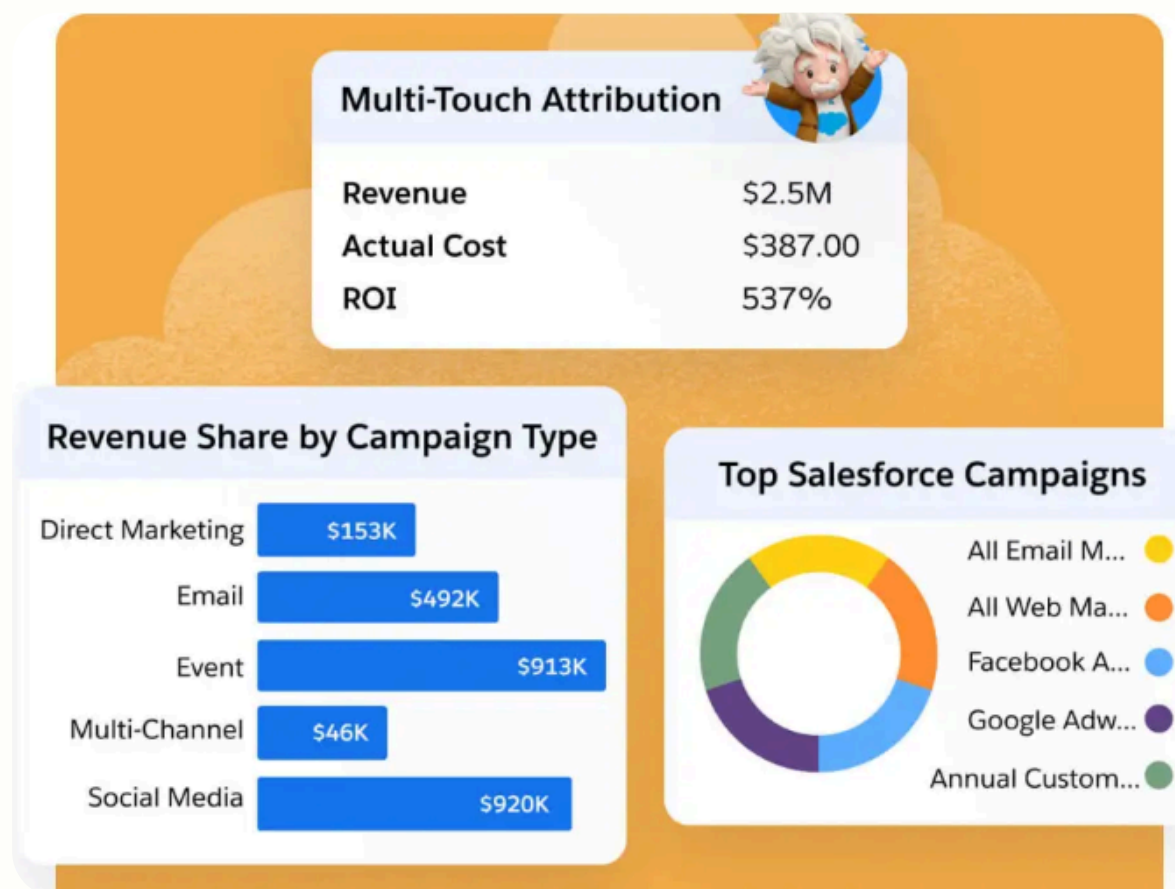 Multi-Touch Attribution
Revenue $2.5M
Actual Cost $387.00
ROI 537%
Revenue Share by Campaign Type
Direct Marketing $153K
Email $492K
Event $913K
Multi-Channel $46K
Social Media $920K
Top Salesforce Campaigns
All Email M...
All Web Ma...
Facebook A...
Google Adw...
Annual Custom...